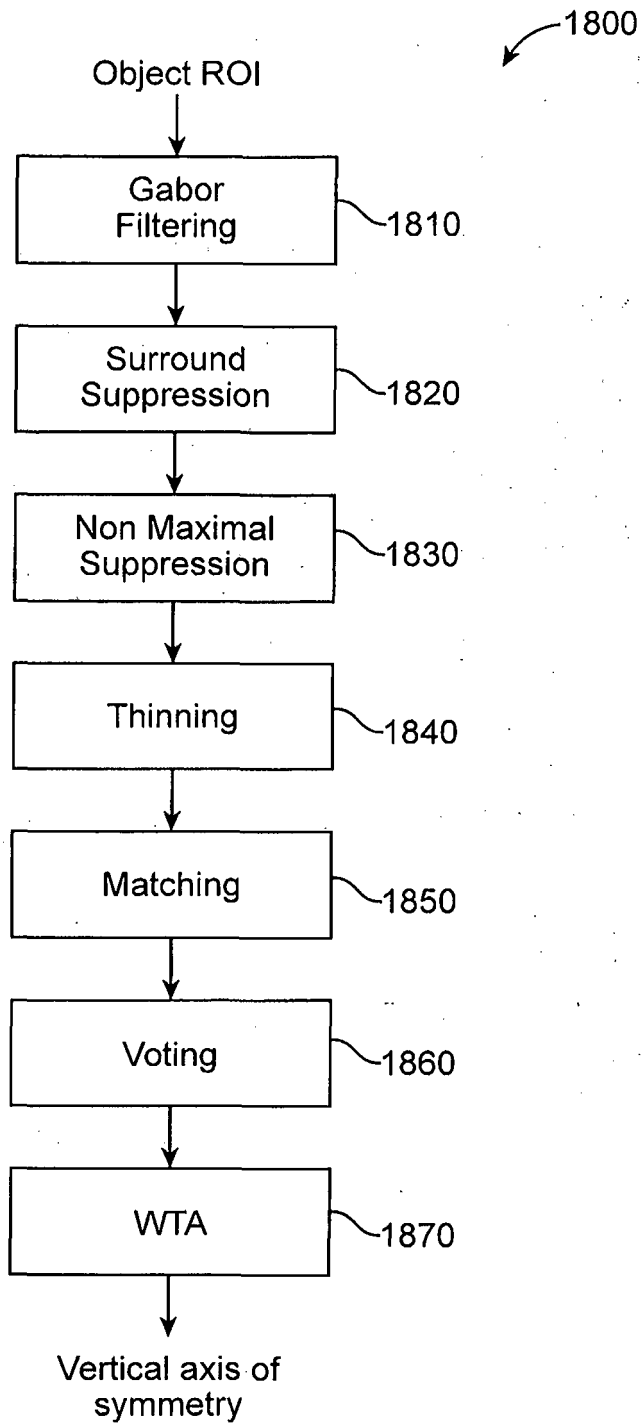 1800
Object ROI
Gabor
Filtering
1810
Surround
Suppression
1820
Non Maximal
Suppression
1830
Thinning
1840
Matching
1850
Voting
1860
WTA
1870
Vertical axis of
symmetry